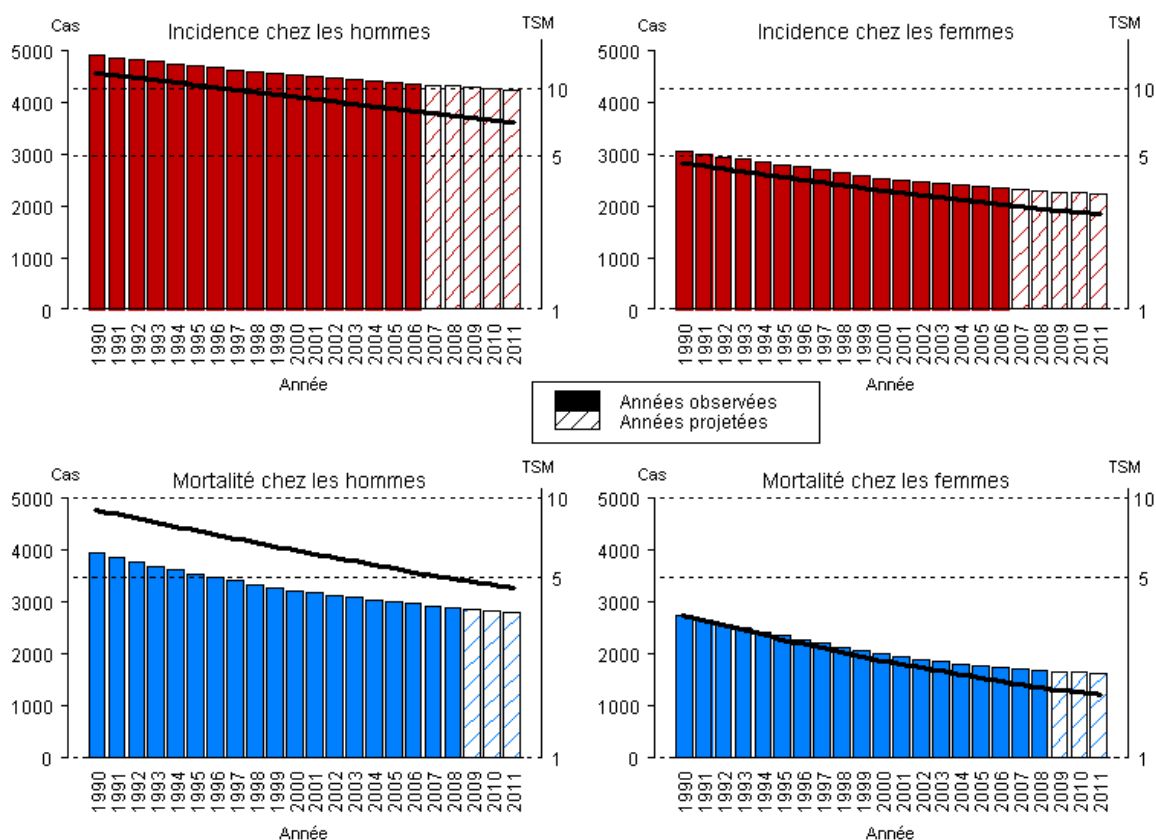 Cas
Incidence chez les hommes
TSM
5000
4000
3000
2000
1000
0
10
5
1
1990 1991 1992 1993 1994 1995 1996 1997 1998 1999 2000 2001 2002 2003 2004 2005 2006 2007 2008 2009 2010 2011
Année
Cas
Incidence chez les femmes
TSM
5000
4000
3000
2000
1000
0
10
5
1
1990 1991 1992 1993 1994 1995 1996 1997 1998 1999 2000 2001 2002 2003 2004 2005 2006 2007 2008 2009 2010 2011
Année
Années observées
Années projetées
Cas
Mortalité chez les hommes
TSM
5000
4000
3000
2000
1000
0
10
5
1
1990 1991 1992 1993 1994 1995 1996 1997 1998 1999 2000 2001 2002 2003 2004 2005 2006 2007 2008 2009 2010 2011
Année
Cas
Mortalité chez les femmes
TSM
5000
4000
3000
2000
1000
0
10
5
1
1990 1991 1992 1993 1994 1995 1996 1997 1998 1999 2000 2001 2002 2003 2004 2005 2006 2007 2008 2009 2010 2011
Année